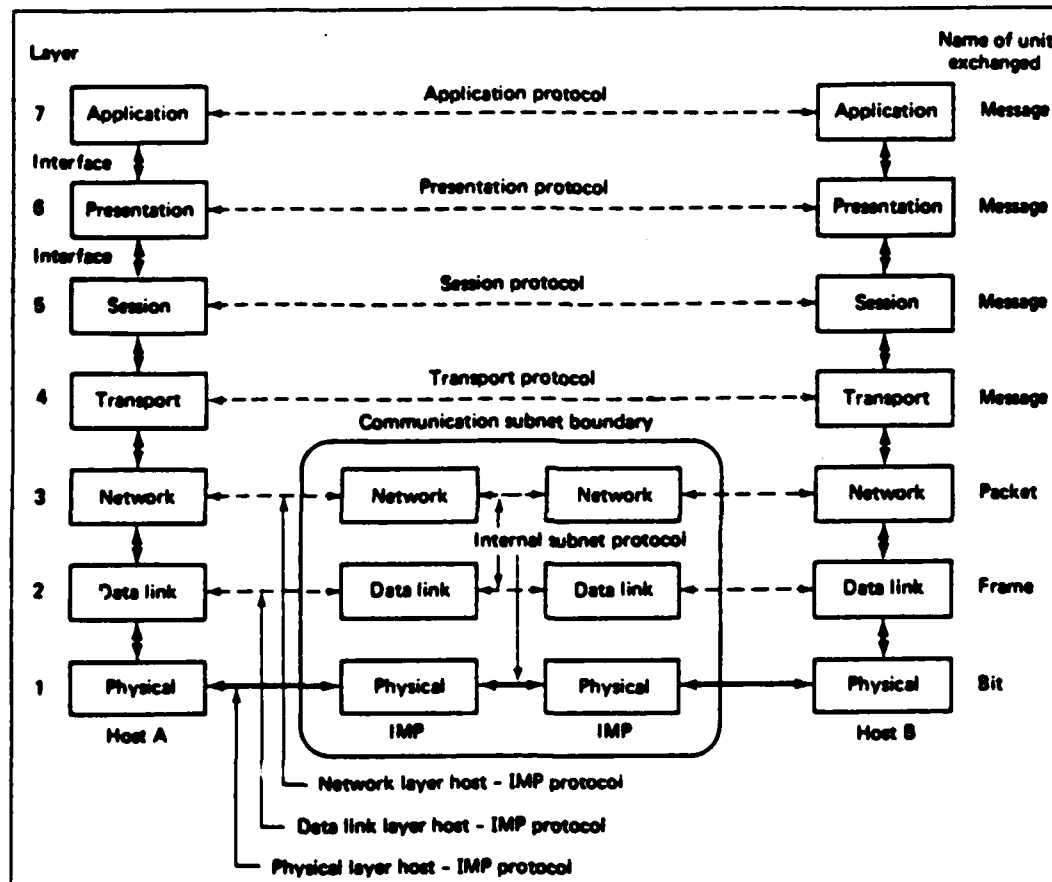 Layer
Name of unit
exchanged
7 Application Application protocol Application Message
Interface
6 Presentation Presentation protocol Presentation Message
Interface
5 Session Session protocol Session Message
4 Transport Transport protocol Transport Message
Communication subnet boundary
3 Network Network Network Network Packet
Internal subnet protocol
2 Data link Data link Data link Data link Frame
1 Physical Physical Physical Physical Bit
Host A IMP IMP Host B
Network layer host - IMP protocol
Data link layer host - IMP protocol
Physical layer host - IMP protocol